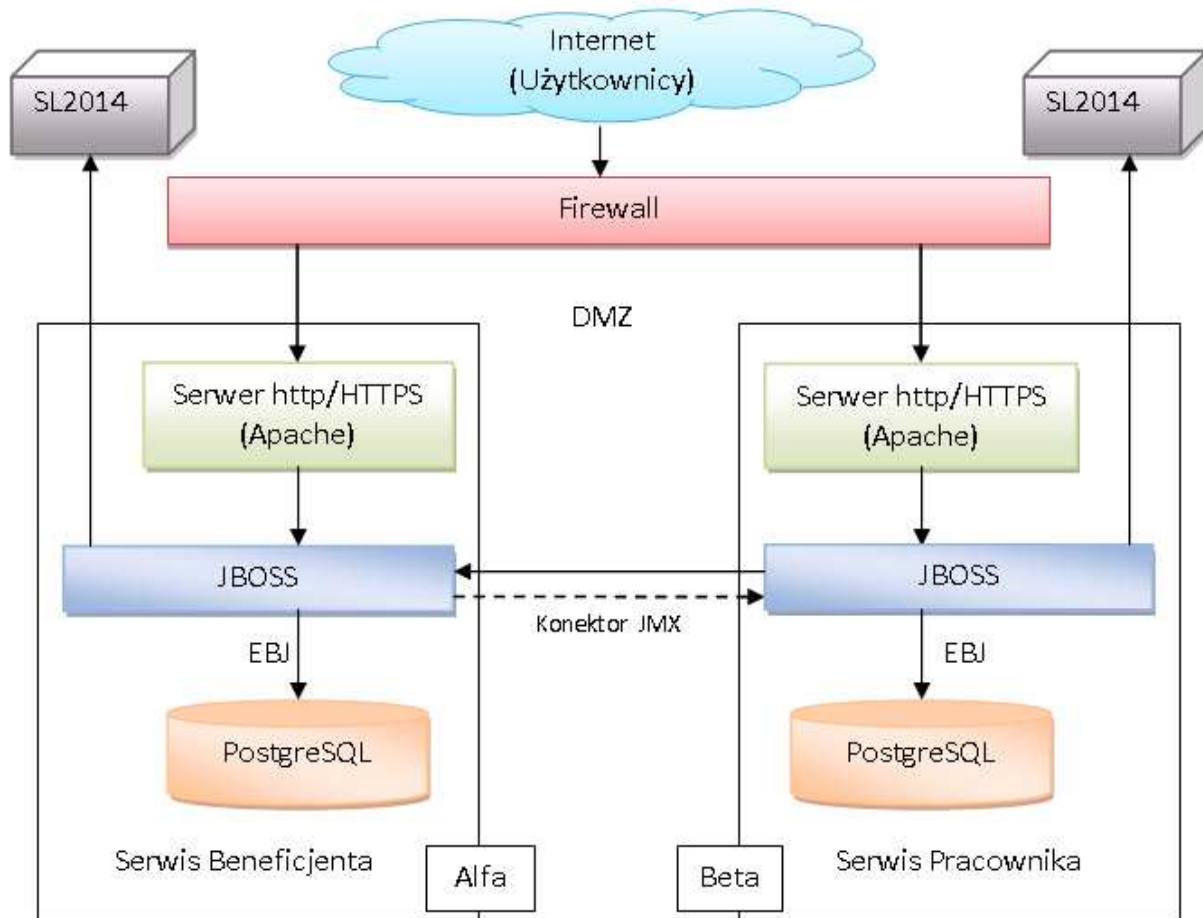 Internet
(Użytkownicy)
SL2014
SL2014
Firewall
DMZ
Serwer http/HTTPS
(Apache)
Serwer http/HTTPS
(Apache)
JBOSS
JBOSS
Konektor JMX
EBJ
EBJ
PostgreSQL
PostgreSQL
Serwis Beneficjenta
Alfa
Beta
Serwis Pracownika